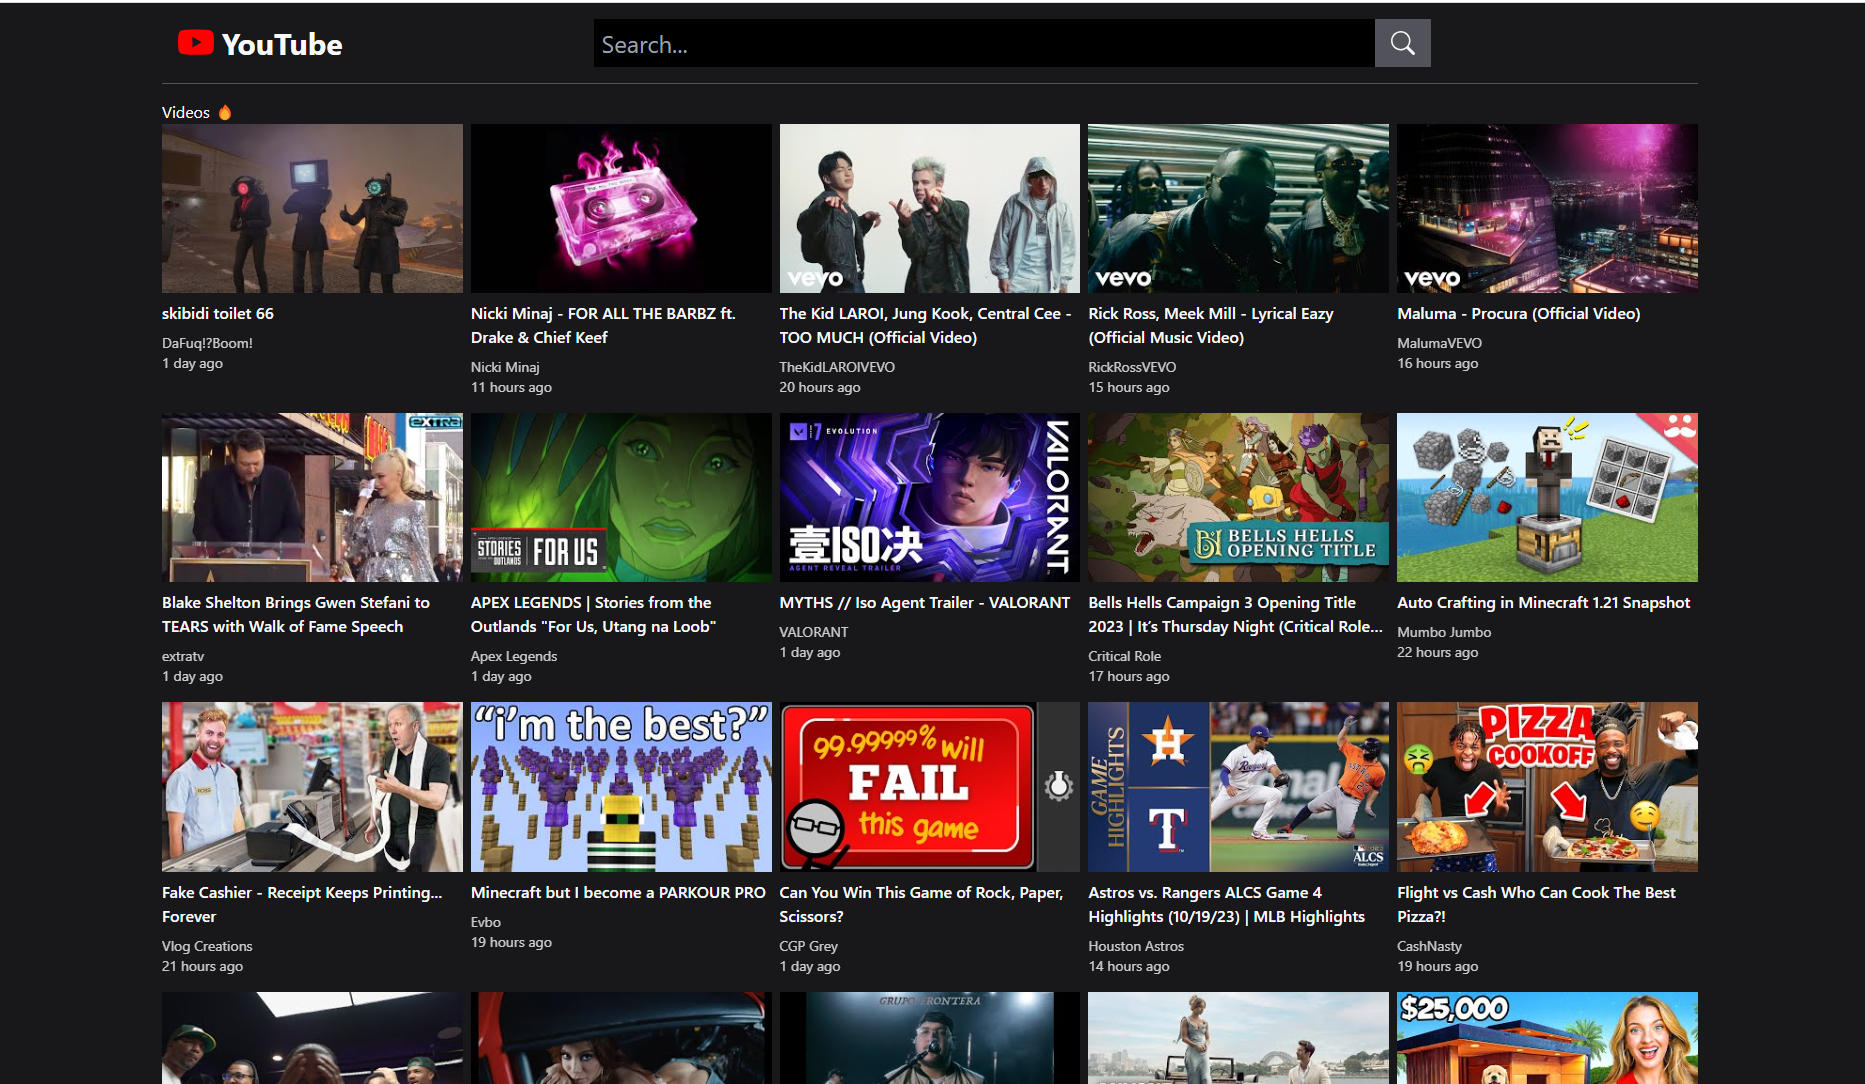 YouTube
Search...
Videos
vevo
vevo
vevo
skibidi toilet 66
DaFuq!?Boom!
1 day ago
Nicki Minaj - FOR ALL THE BARBZ ft.
Drake & Chief Keef
Nicki Minaj
11 hours ago
The Kid LAROI, Jung Kook, Central Cee -
TOO MUCH (Official Video)
TheKidLAROIVEVO
20 hours ago
Rick Ross, Meek Mill - Lyrical Eazy
(Official Music Video)
RickRossVEVO
15 hours ago
Maluma - Procura (Official Video)
MalumaVEVO
16 hours ago
extra
STORIES
OUTLANDS
FOR US
7 EVOLUTION
VALORANT
壹ISO决
AGENT REVEAL TRAILER
BH BELLS HELLS
OPENING TITLE
Blake Shelton Brings Gwen Stefani to
TEARS with Walk of Fame Speech
extratv
1 day ago
APEX LEGENDS | Stories from the
Outlands "For Us, Utang na Loob"
Apex Legends
1 day ago
MYTHS // Iso Agent Trailer - VALORANT
VALORANT
1 day ago
Bells Hells Campaign 3 Opening Title
2023 | It's Thursday Night (Critical Role...
Critical Role
17 hours ago
Auto Crafting in Minecraft 1.21 Snapshot
Mumbo Jumbo
22 hours ago
"i'm the best?"
99.99999% will
FAIL
this game
GAME
HIGHLIGHTS
H
T
Rangers
ALCS
PIZZA
COOKOFF
Fake Cashier - Receipt Keeps Printing...
Forever
Vlog Creations
21 hours ago
Minecraft but I become a PARKOUR PRO
Evbo
19 hours ago
Can You Win This Game of Rock, Paper,
Scissors?
CGP Grey
1 day ago
Astros vs. Rangers ALCS Game 4
Highlights (10/19/23) | MLB Highlights
Houston Astros
14 hours ago
Flight vs Cash Who Can Cook The Best
Pizza?!
CashNasty
19 hours ago
GRUPO FRONTERA
$25,000